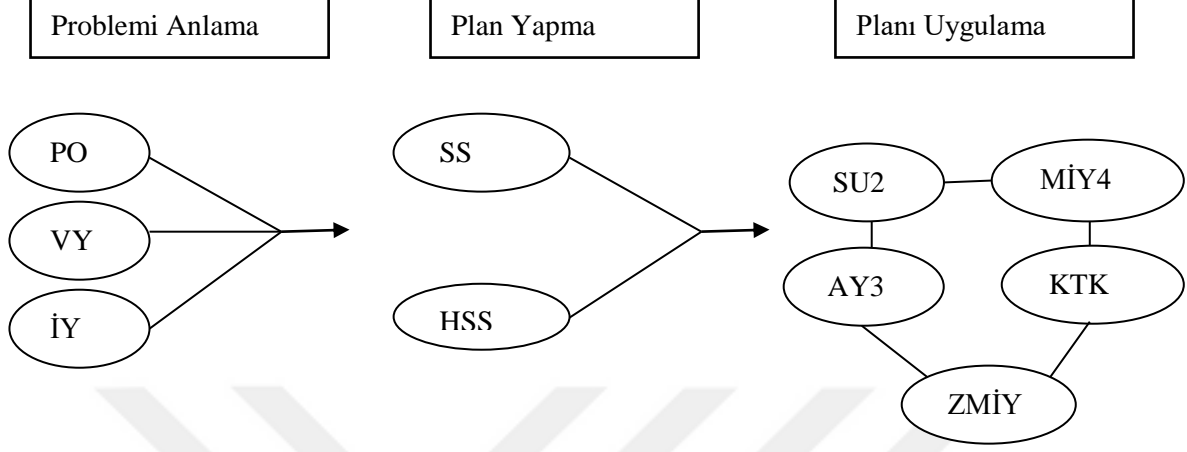 Problemi Anlama
Plan Yapma
Planı Uygulama
PO
VY
İY
SS
HSS
SU2
MİY4
AY3
KTK
ZMİY